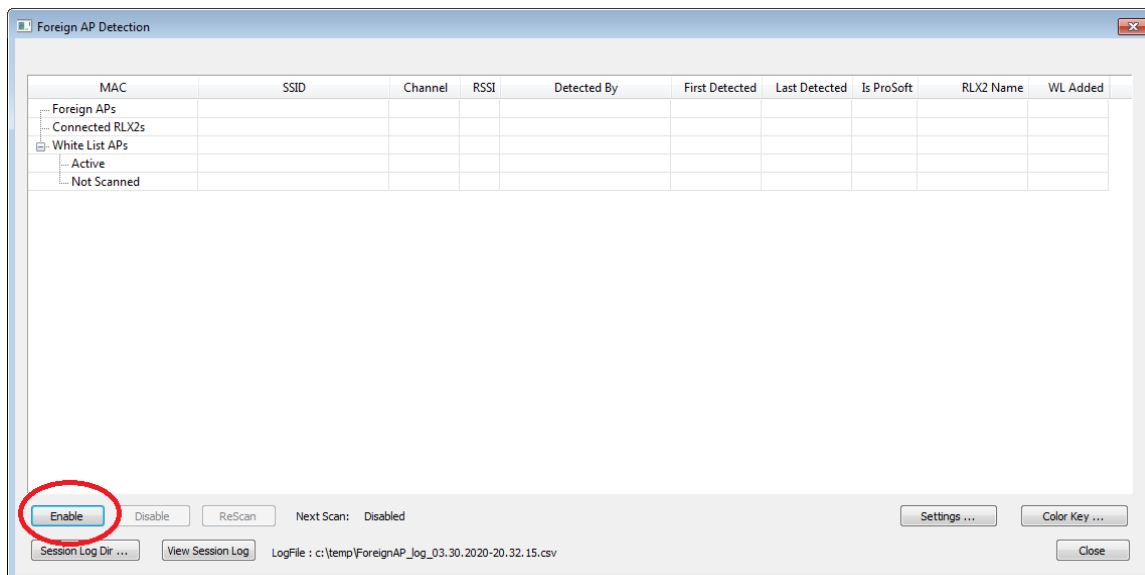 Foreign AP Detection
MAC SSID Channel RSSI Detected By First Detected Last Detected Is ProSoft RLX2 Name WL Added
Foreign APs
Connected RLX2s
White List APs
Active
Not Scanned
Enable Disable ReScan Next Scan: Disabled Settings ... Color Key ...
Session Log Dir ... View Session Log LogFile : c:\temp\ForeignAP_log_03.30.2020-20.32.15.csv Close